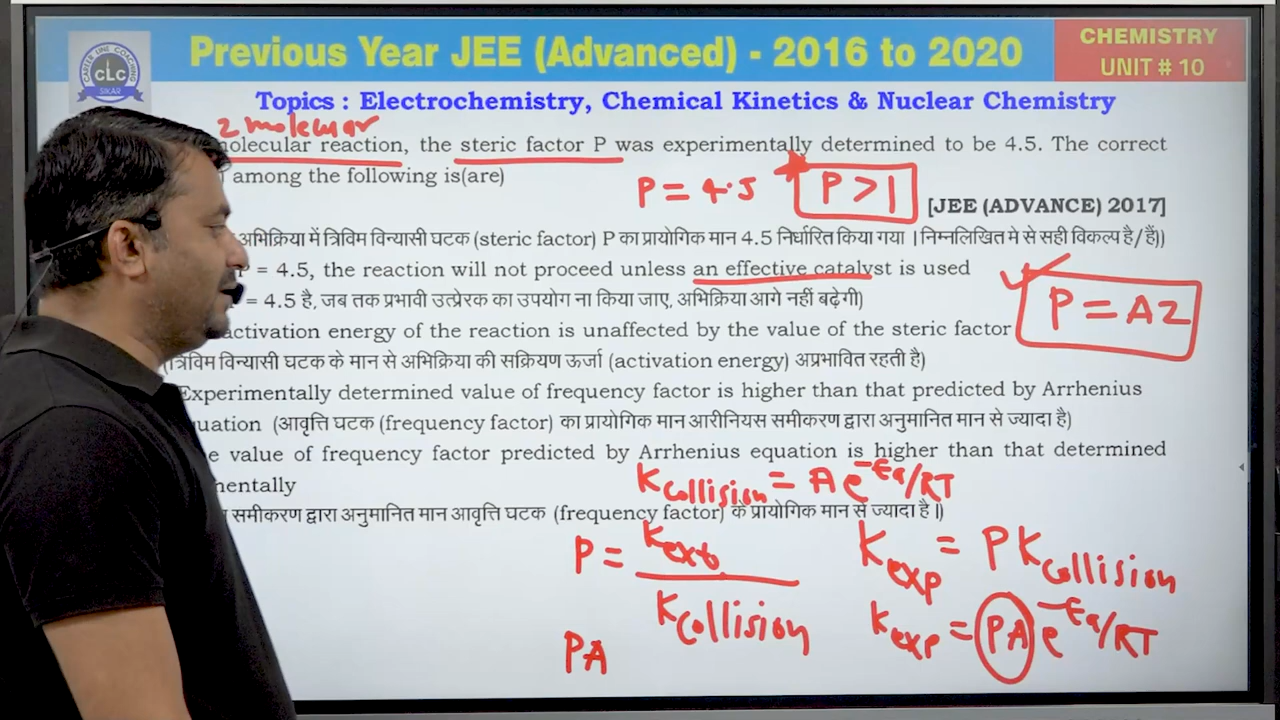 Previous Year JEE (Advanced) - 2016 to 2020
CHEMISTRY
UNIT # 10
CLC
SIKAR
Topics : Electrochemistry, Chemical Kinetics & Nuclear Chemistry
2 molecular
molecular reaction, the steric factor P was experimentally determined to be 4.5. The correct
among the following is(are)
P = 4.5 P>1
[JEE (ADVANCE) 2017]
अभिक्रिया में त्रिविम विन्यासी घटक (steric factor) P का प्रायोगिक मान 4.5 निर्धारित किया गया । निम्नलिखित मे से सही विकल्प है/हैं))
P = 4.5, the reaction will not proceed unless an effective catalyst is used
= 4.5 है, जब तक प्रभावी उत्प्रेरक का उपयोग ना किया जाए, अभिक्रिया आगे नहीं बढ़ेगी)
P = AZ
activation energy of the reaction is unaffected by the value of the steric factor
(त्रिविम विन्यासी घटक के मान से अभिक्रिया की सक्रियण ऊर्जा (activation energy) अप्रभावित रहती है)
Experimentally determined value of frequency factor is higher than that predicted by Arrhenius
quation (आवृत्ति घटक (frequency factor) का प्रायोगिक मान आरीनियस समीकरण द्वारा अनुमानित मान से ज्यादा है)
e value of frequency factor predicted by Arrhenius equation is higher than that determined
mentally
K collision = A e^-Ea/RT
समीकरण द्वारा अनुमानित मान आवृत्ति घटक (frequency factor) के प्रायोगिक मान से ज्यादा है।)
P = Kexp / Kcollision
Kexp = P Kcollision
Kexp = PA e^-Ea/RT
PA